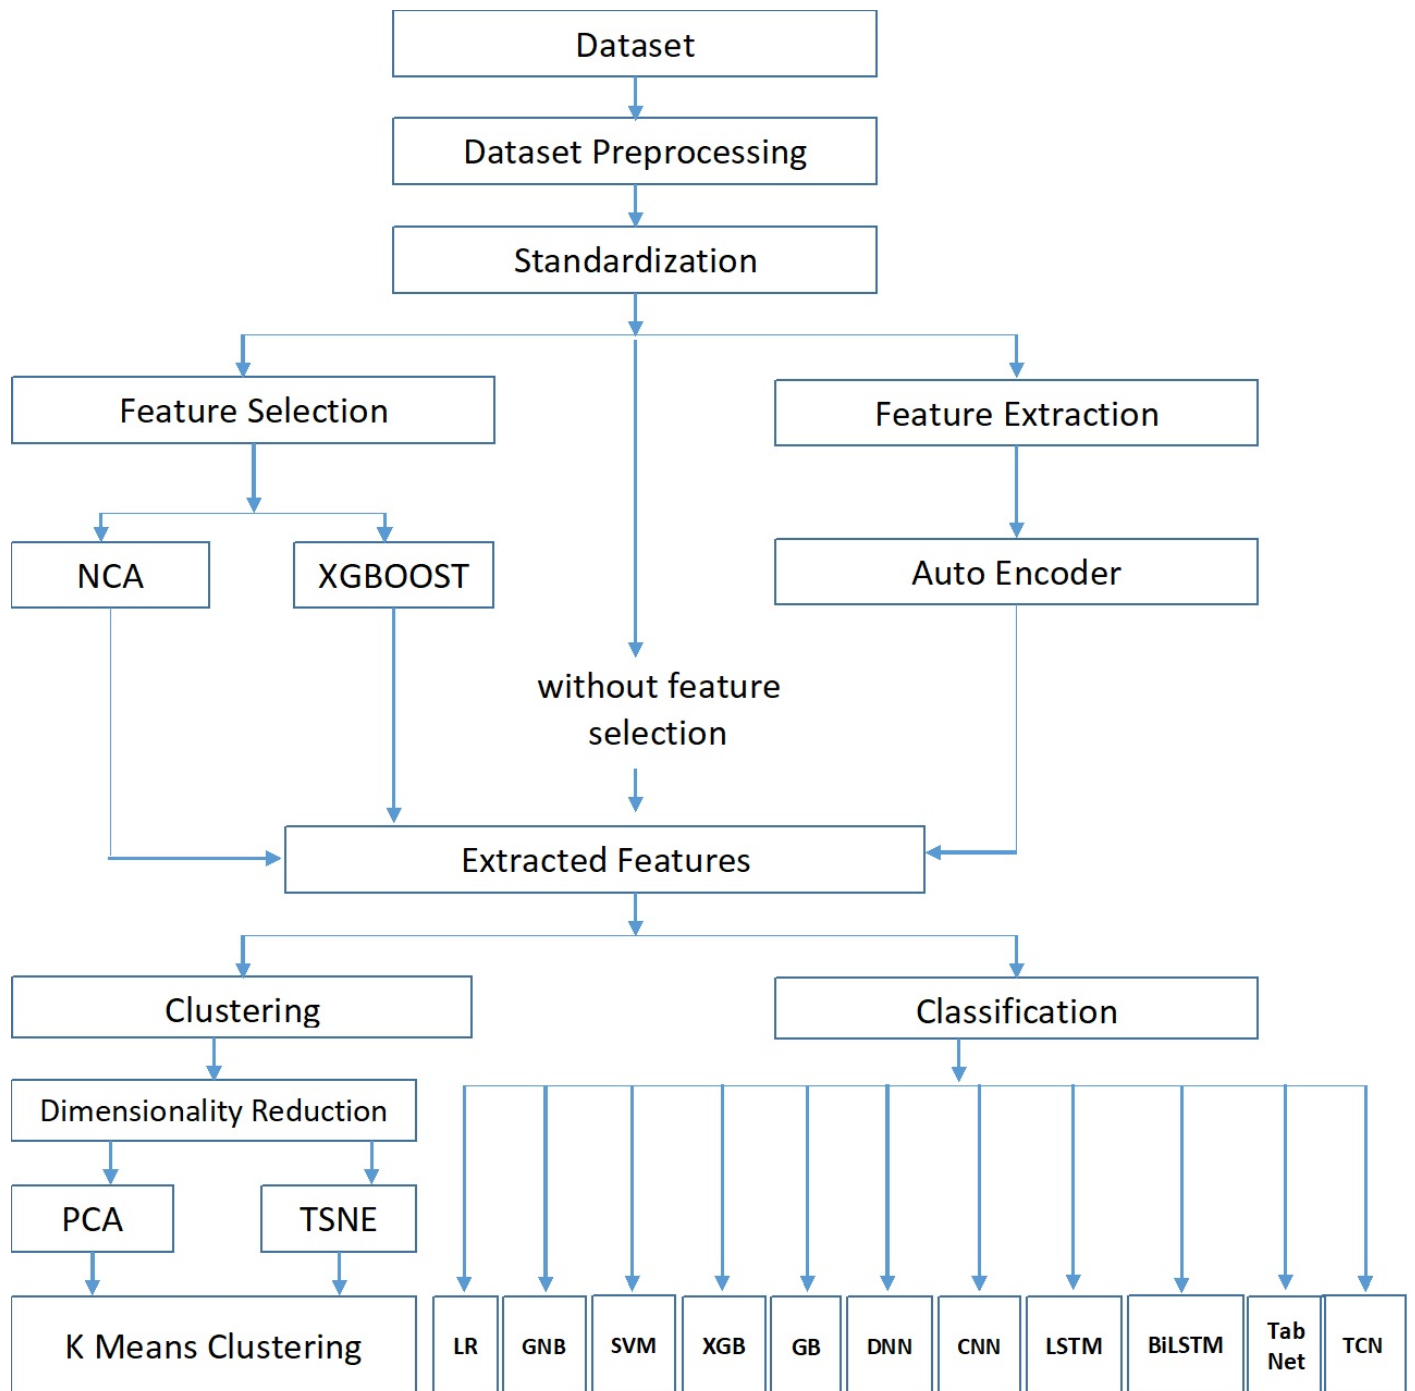 Dataset
Dataset Preprocessing
Standardization
Feature Selection
Feature Extraction
NCA
XGBOOST
Auto Encoder
without feature
selection
Extracted Features
Clustering
Classification
Dimensionality Reduction
PCA
TSNE
K Means Clustering
LR
GNB
SVM
XGB
GB
DNN
CNN
LSTM
BiLSTM
Tab
Net
TCN